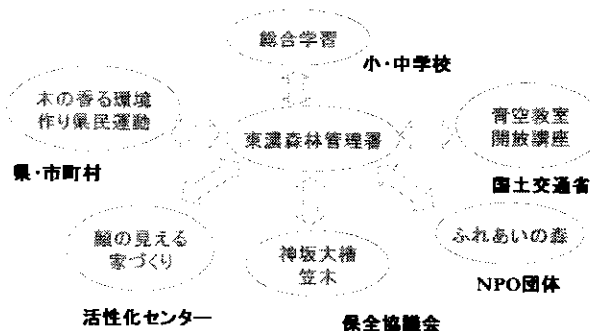 総合学習
小・中学校
木の香る環境
作り県民運動
県・市町村
東濃森林管理署
青空教室
開放講座
国土交通省
顔の見える
家づくり
活性化センター
神坂大檜
笠木
保全協議会
ふれあいの森
NPO団体